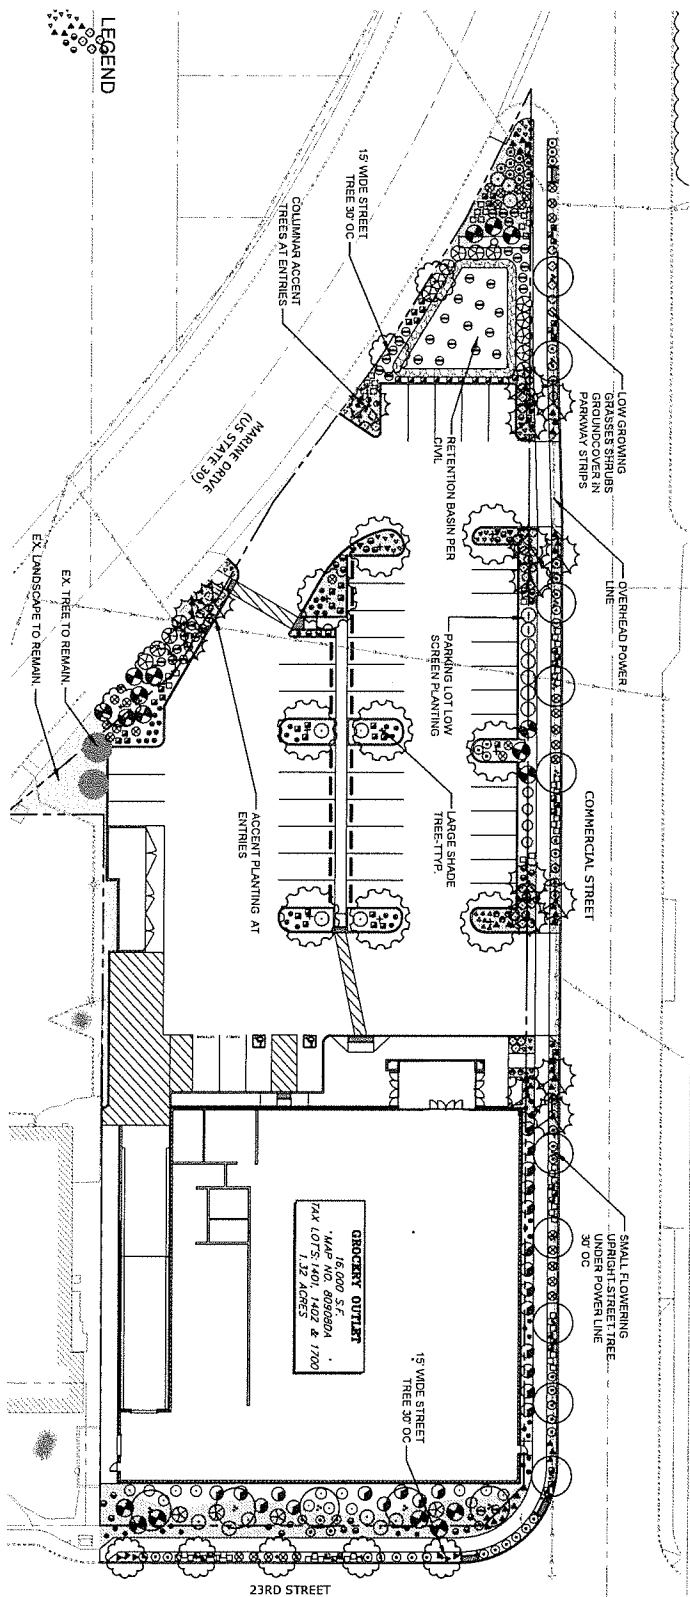 LEGEND
15' WIDE STREET
TREE 30' OC
COLUMNAR ACCENT
TREES AT ENTRIES
MARINE DRIVE
(US STATE 30)
LOW GROWING
GRASSES SHRUBS
GROUNDCOVER IN
PARKWAY STRIPS
RETENTION BASIN PER
CIVIL
OVERHEAD POWER
LINE
PARKING LOT LOW
SCREEN PLANTING
EX. TREE TO REMAIN.
EX. LANDSCAPE TO REMAIN.
LARGE SHADE
TREE-TTYP.
ACCENT PLANTING AT
ENTRIES
COMMERCIAL STREET
SMALL FLOWERING
UPRIGHT STREET TREE
UNDER POWER LINE
30' OC
GROCERY OUTLET
16,000 S.F.
MAP NO. 80908DA
TAX LOTS: 1401, 1402 & 1700
1.32 ACRES
15' WIDE STREET
TREE 30' OC
23RD STREET